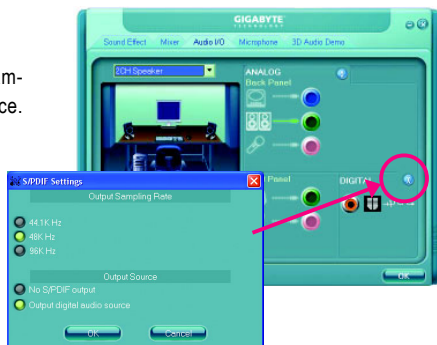 m-
ce.
GIGABYTE
TECHNOLOGY
Sound Effect Mixer Audio I/O Microphone 3D Audio Demo
2CH Speaker
ANALOG
Back Panel
Panel
DIGITAL
OK
S/PDIF Settings
Output Sampling Rate
44.1K Hz
48K Hz
96K Hz
Output Source
No S/PDIF output
Output digital audio source
OK Cancel